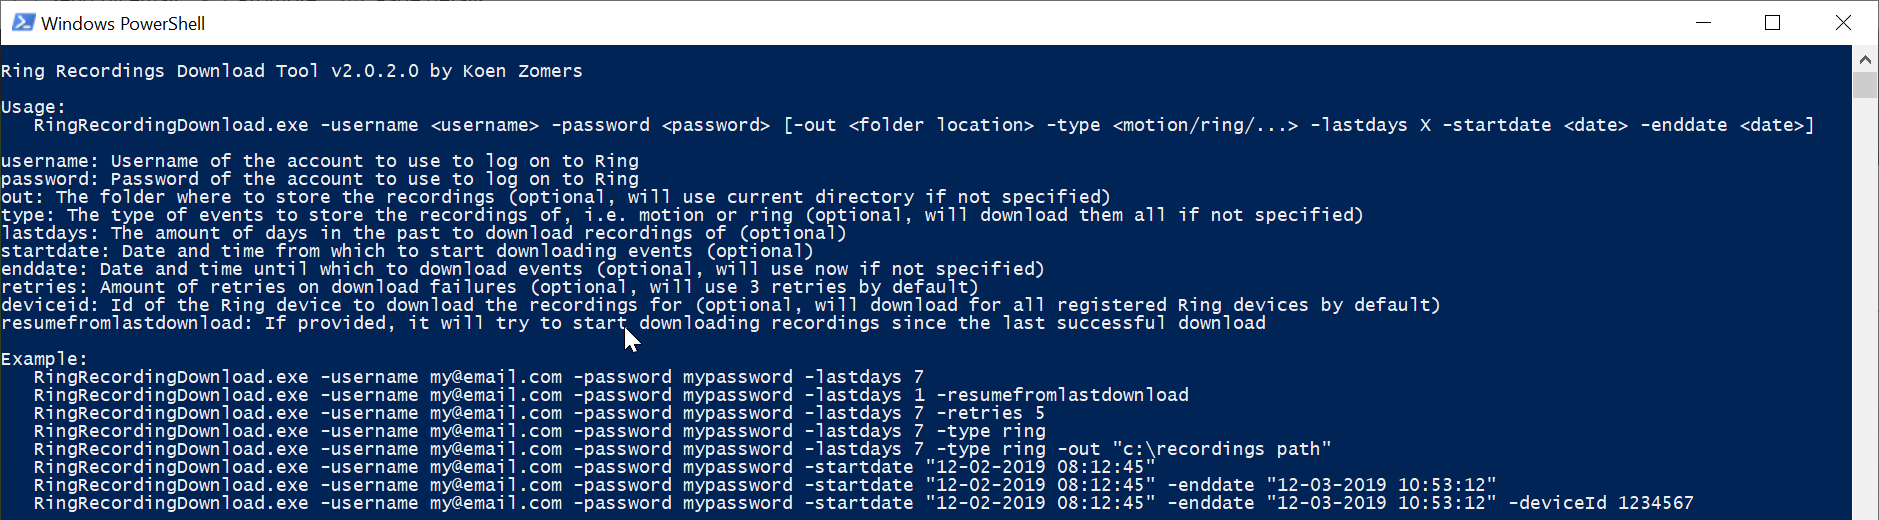 Windows PowerShell
Ring Recordings Download Tool v2.0.2.0 by Koen Zomers
Usage:
RingRecordingDownload.exe -username <username> -password <password> [-out <folder location> -type <motion/ring/...> -lastdays X -startdate <date> -enddate <date>]
username: Username of the account to use to log on to Ring
password: Password of the account to use to log on to Ring
out: The folder where to store the recordings (optional, will use current directory if not specified)
type: The type of events to store the recordings of, i.e. motion or ring (optional, will download them all if not specified)
lastdays: The amount of days in the past to download recordings of (optional)
startdate: Date and time from which to start downloading events (optional)
enddate: Date and time until which to download events (optional, will use now if not specified)
retries: Amount of retries on download failures (optional, will use 3 retries by default)
deviceid: Id of the Ring device to download the recordings for (optional, will download for all registered Ring devices by default)
resumefromlastdownload: If provided, it will try to start downloading recordings since the last successful download
Example:
RingRecordingDownload.exe -username my@email.com -password mypassword -lastdays 7
RingRecordingDownload.exe -username my@email.com -password mypassword -lastdays 1 -resumefromlastdownload
RingRecordingDownload.exe -username my@email.com -password mypassword -lastdays 7 -retries 5
RingRecordingDownload.exe -username my@email.com -password mypassword -lastdays 7 -type ring
RingRecordingDownload.exe -username my@email.com -password mypassword -lastdays 7 -type ring -out "c:\recordings path"
RingRecordingDownload.exe -username my@email.com -password mypassword -startdate "12-02-2019 08:12:45"
RingRecordingDownload.exe -username my@email.com -password mypassword -startdate "12-02-2019 08:12:45" -enddate "12-03-2019 10:53:12"
RingRecordingDownload.exe -username my@email.com -password mypassword -startdate "12-02-2019 08:12:45" -enddate "12-03-2019 10:53:12" -deviceId 1234567